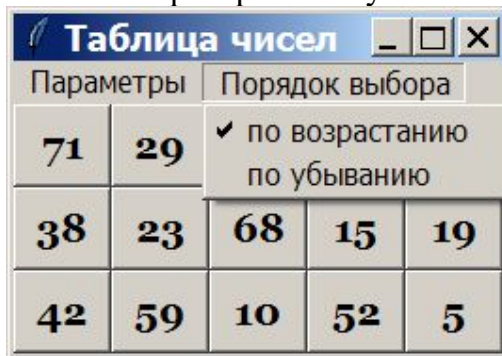 Таблица чисел
Параметры Порядок выбора
71 29 по возрастанию
по убыванию
38 23 68 15 19
42 59 10 52 5